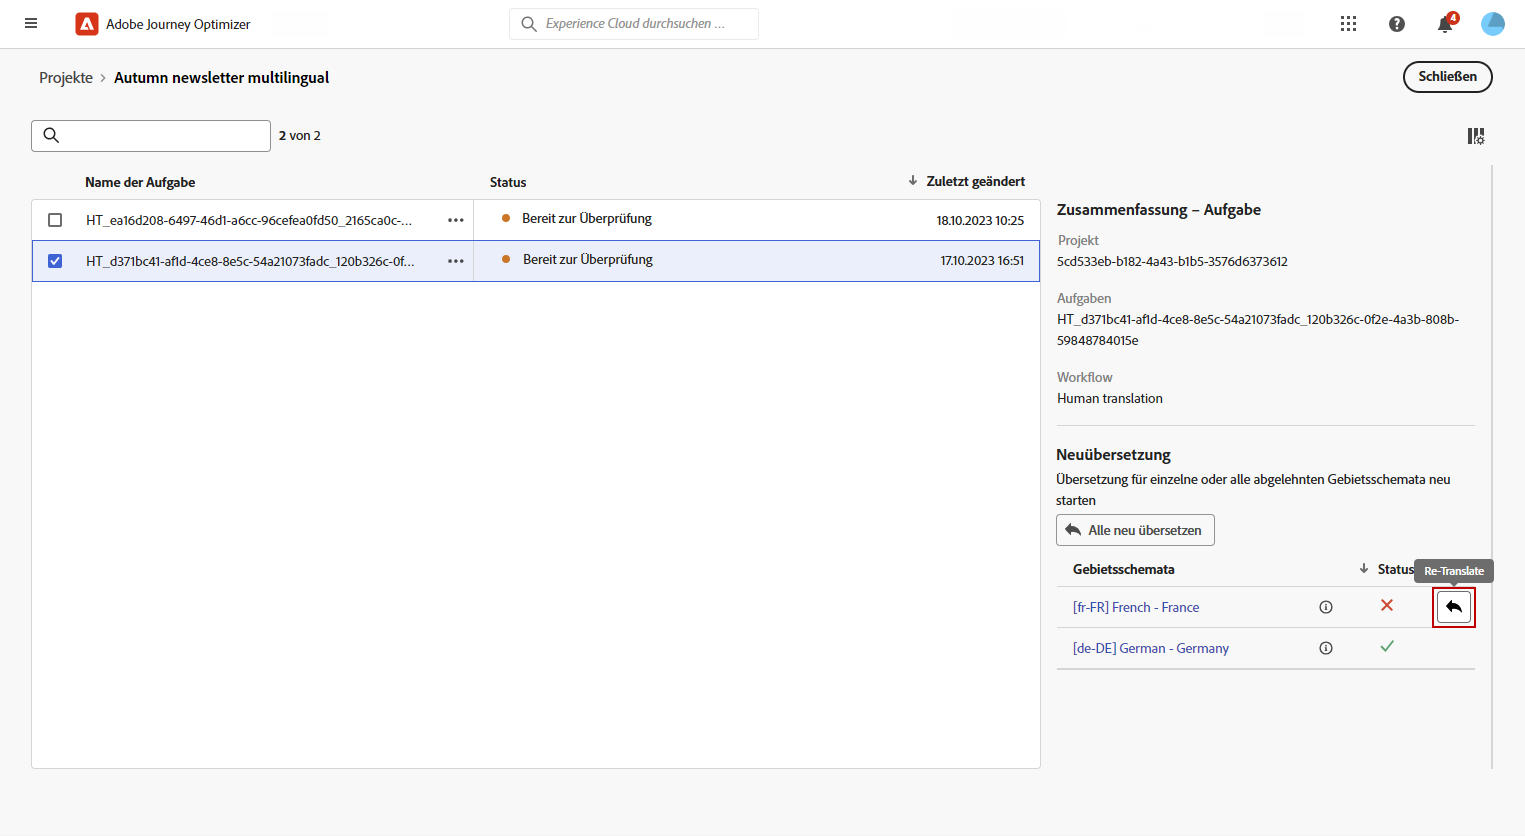 Adobe Journey Optimizer
Experience Cloud durchsuchen ...
4
Projekte > Autumn newsletter multilingual
Schließen
2 von 2
Name der Aufgabe
Status
Zuletzt geändert
HT_ea16d208-6497-46d1-a6cc-96cefea0fd50_2165ca0c-...
Bereit zur Überprüfung
18.10.2023 10:25
HT_d371bc41-af1d-4ce8-8e5c-54a21073fadc_120b326c-0f...
Bereit zur Überprüfung
17.10.2023 16:51
Zusammenfassung – Aufgabe
Projekt
5cd533eb-b182-4a43-b1b5-3576d6373612
Aufgaben
HT_d371bc41-af1d-4ce8-8e5c-54a21073fadc_120b326c-0f2e-4a3b-808b-
59848784015e
Workflow
Human translation
Neuübersetzung
Übersetzung für einzelne oder alle abgelehnten Gebietsschemata neu
starten
Alle neu übersetzen
Gebietsschemata
Status
Re-Translate
[fr-FR] French - France
[de-DE] German - Germany